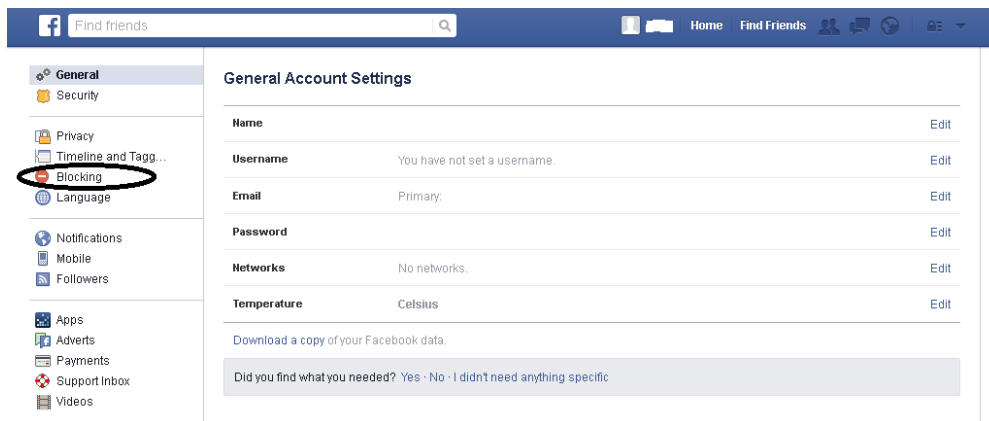 f Find friends Home Find Friends
General
Security
Privacy
Timeline and Tagg...
Blocking
Language
Notifications
Mobile
Followers
Apps
Adverts
Payments
Support Inbox
Videos
General Account Settings
Name Edit
Username You have not set a username. Edit
Email Primary: Edit
Password Edit
Networks No networks. Edit
Temperature Celsius Edit
Download a copy of your Facebook data.
Did you find what you needed? Yes · No · I didn't need anything specific